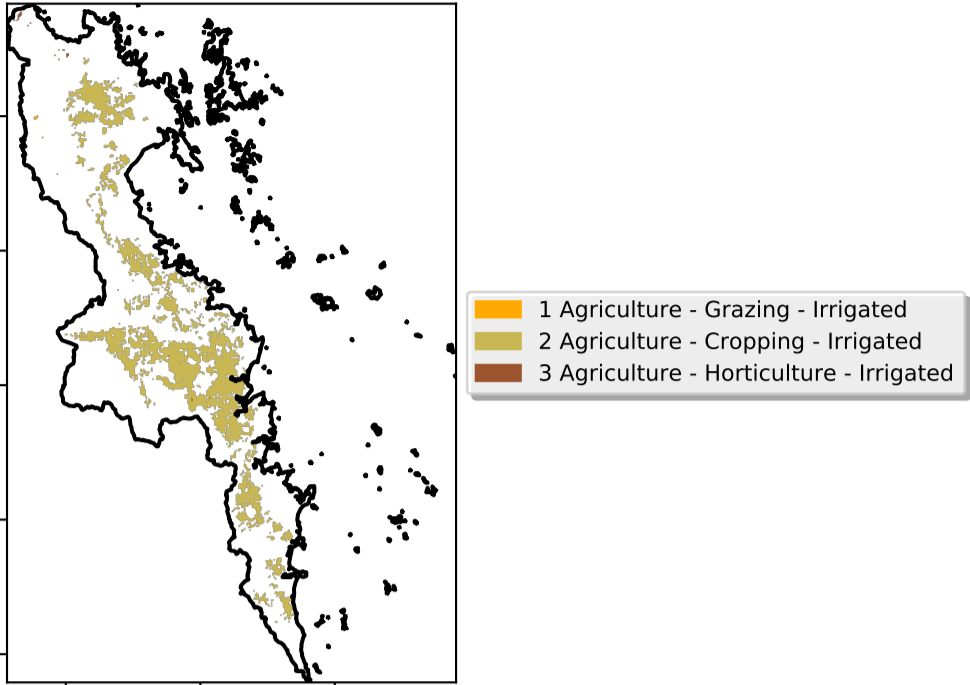 1 Agriculture - Grazing - Irrigated
2 Agriculture - Cropping - Irrigated
3 Agriculture - Horticulture - Irrigated